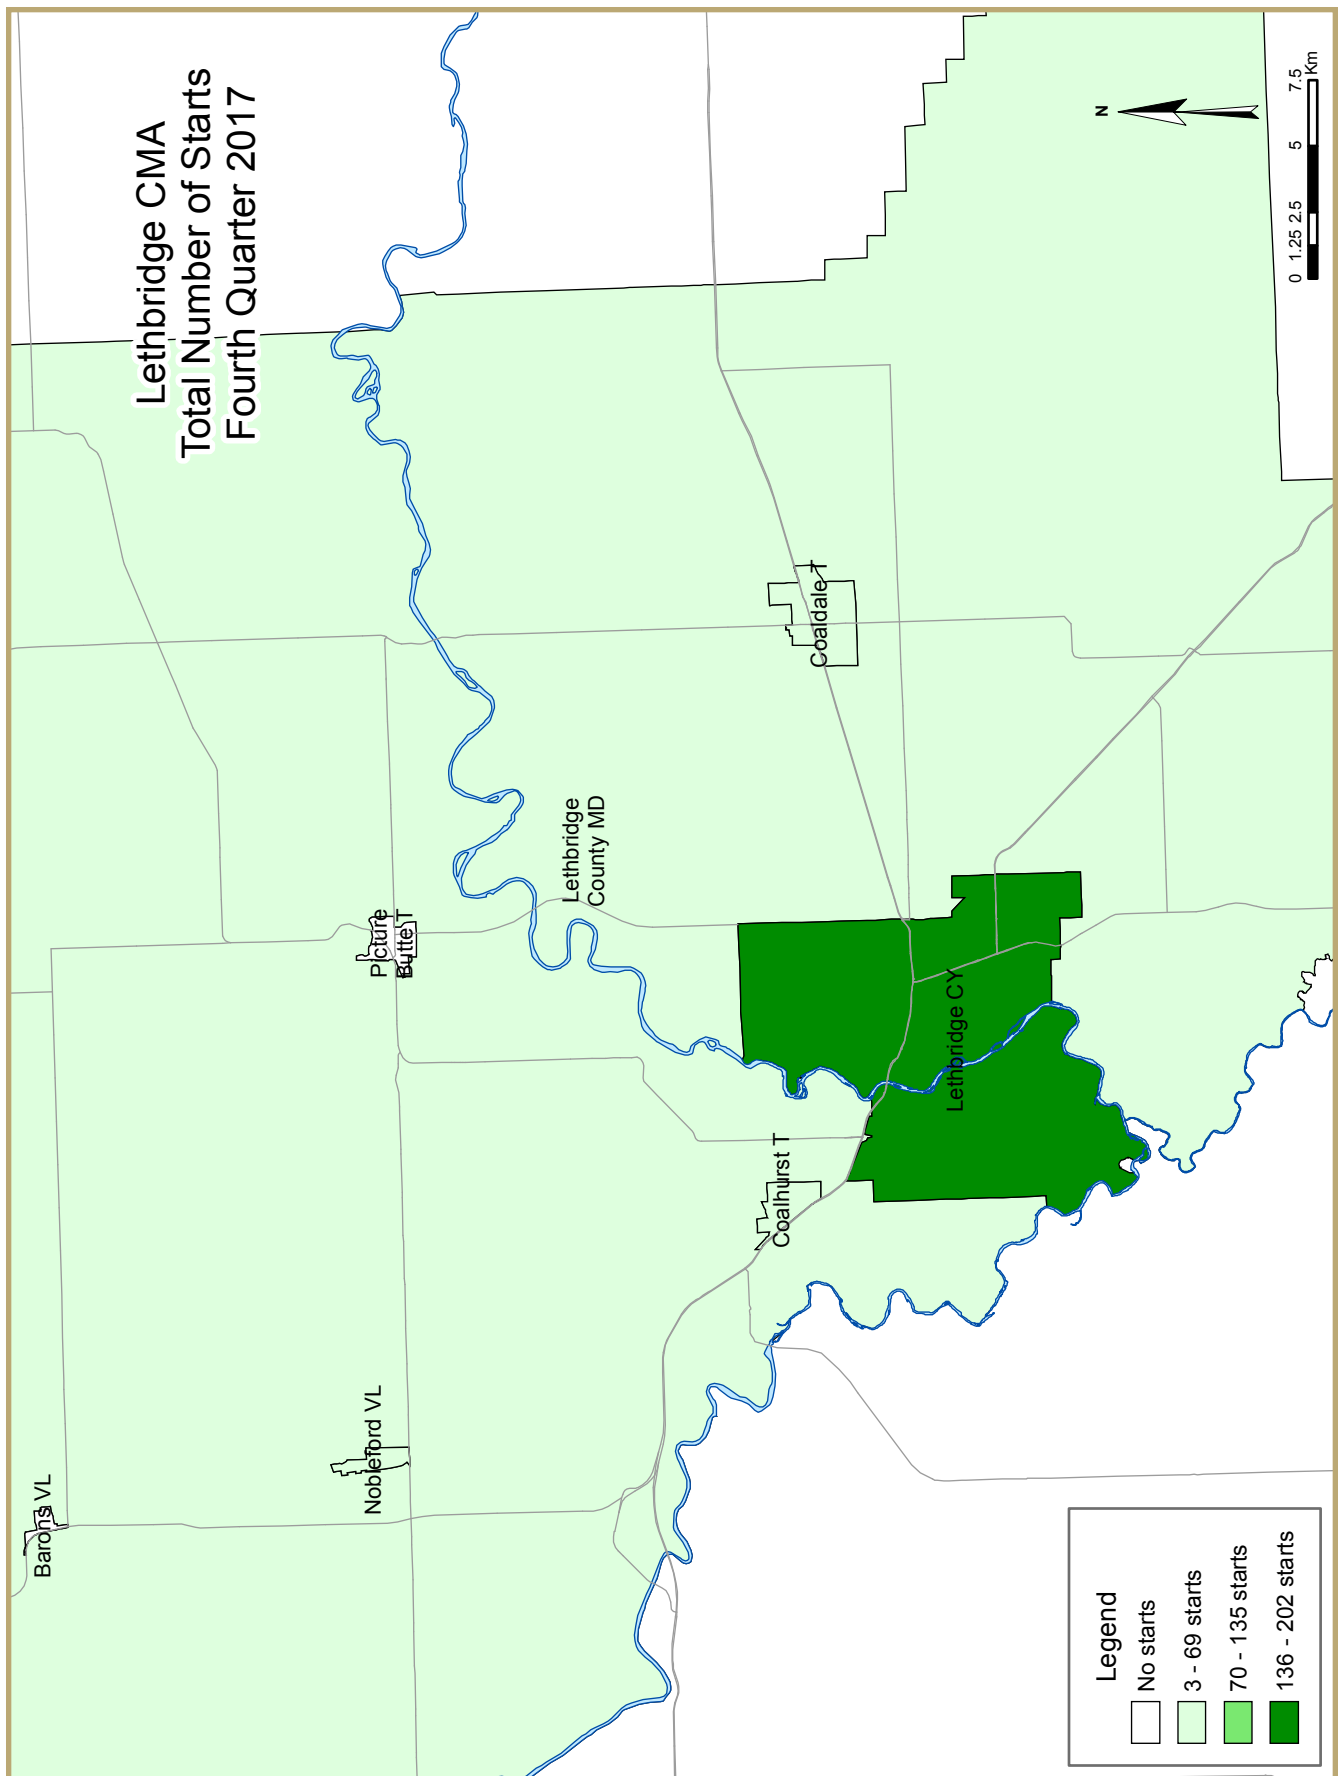 Lethbridge CMA
Total Number of Starts
Fourth Quarter 2017
Barons VL
Nobleford VL
Picture
Butte T
Lethbridge
County MD
Coalhurst T
Coaldale T
Lethbridge CY
Legend
No starts
3 - 69 starts
70 - 135 starts
136 - 202 starts
N
0 1.25 2.5 5 7.5
Km